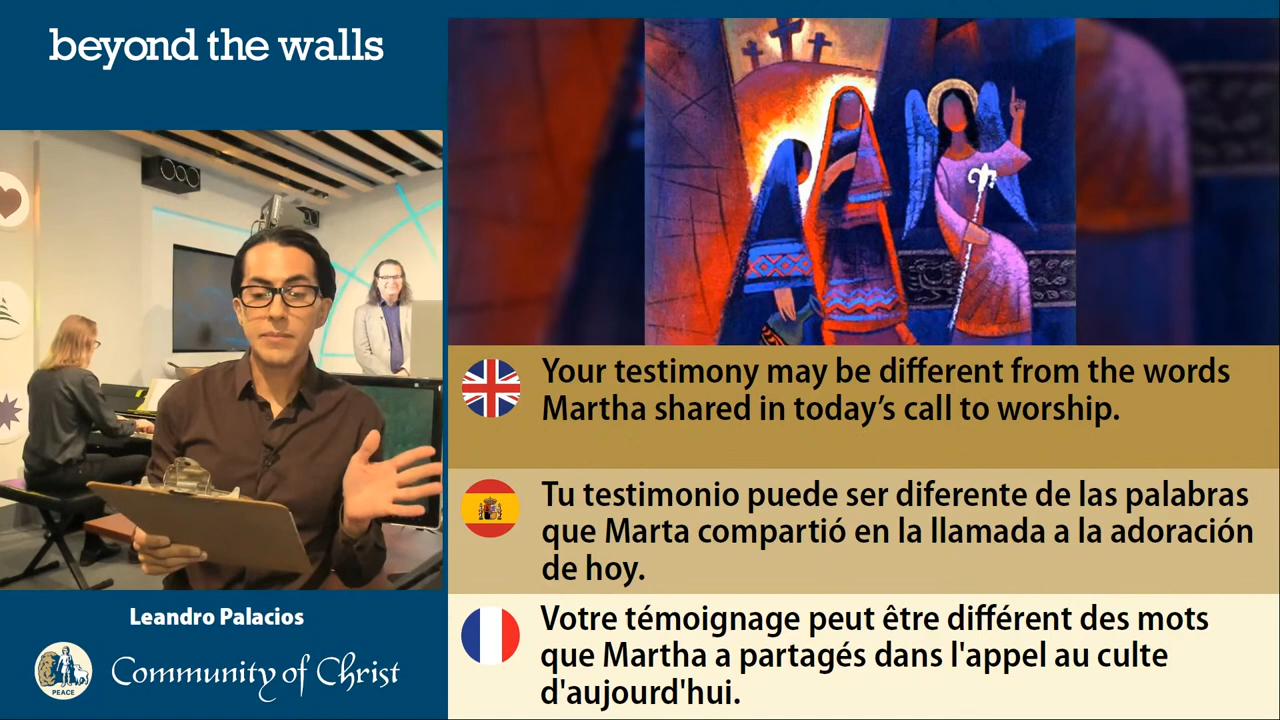 beyond the walls
Your testimony may be different from the words
Martha shared in today’s call to worship.
Tu testimonio puede ser diferente de las palabras
que Marta compartió en la llamada a la adoración
de hoy.
Votre témoignage peut être différent des mots
que Martha a partagés dans l'appel au culte
d'aujourd'hui.
Leandro Palacios
Community of Christ
PEACE